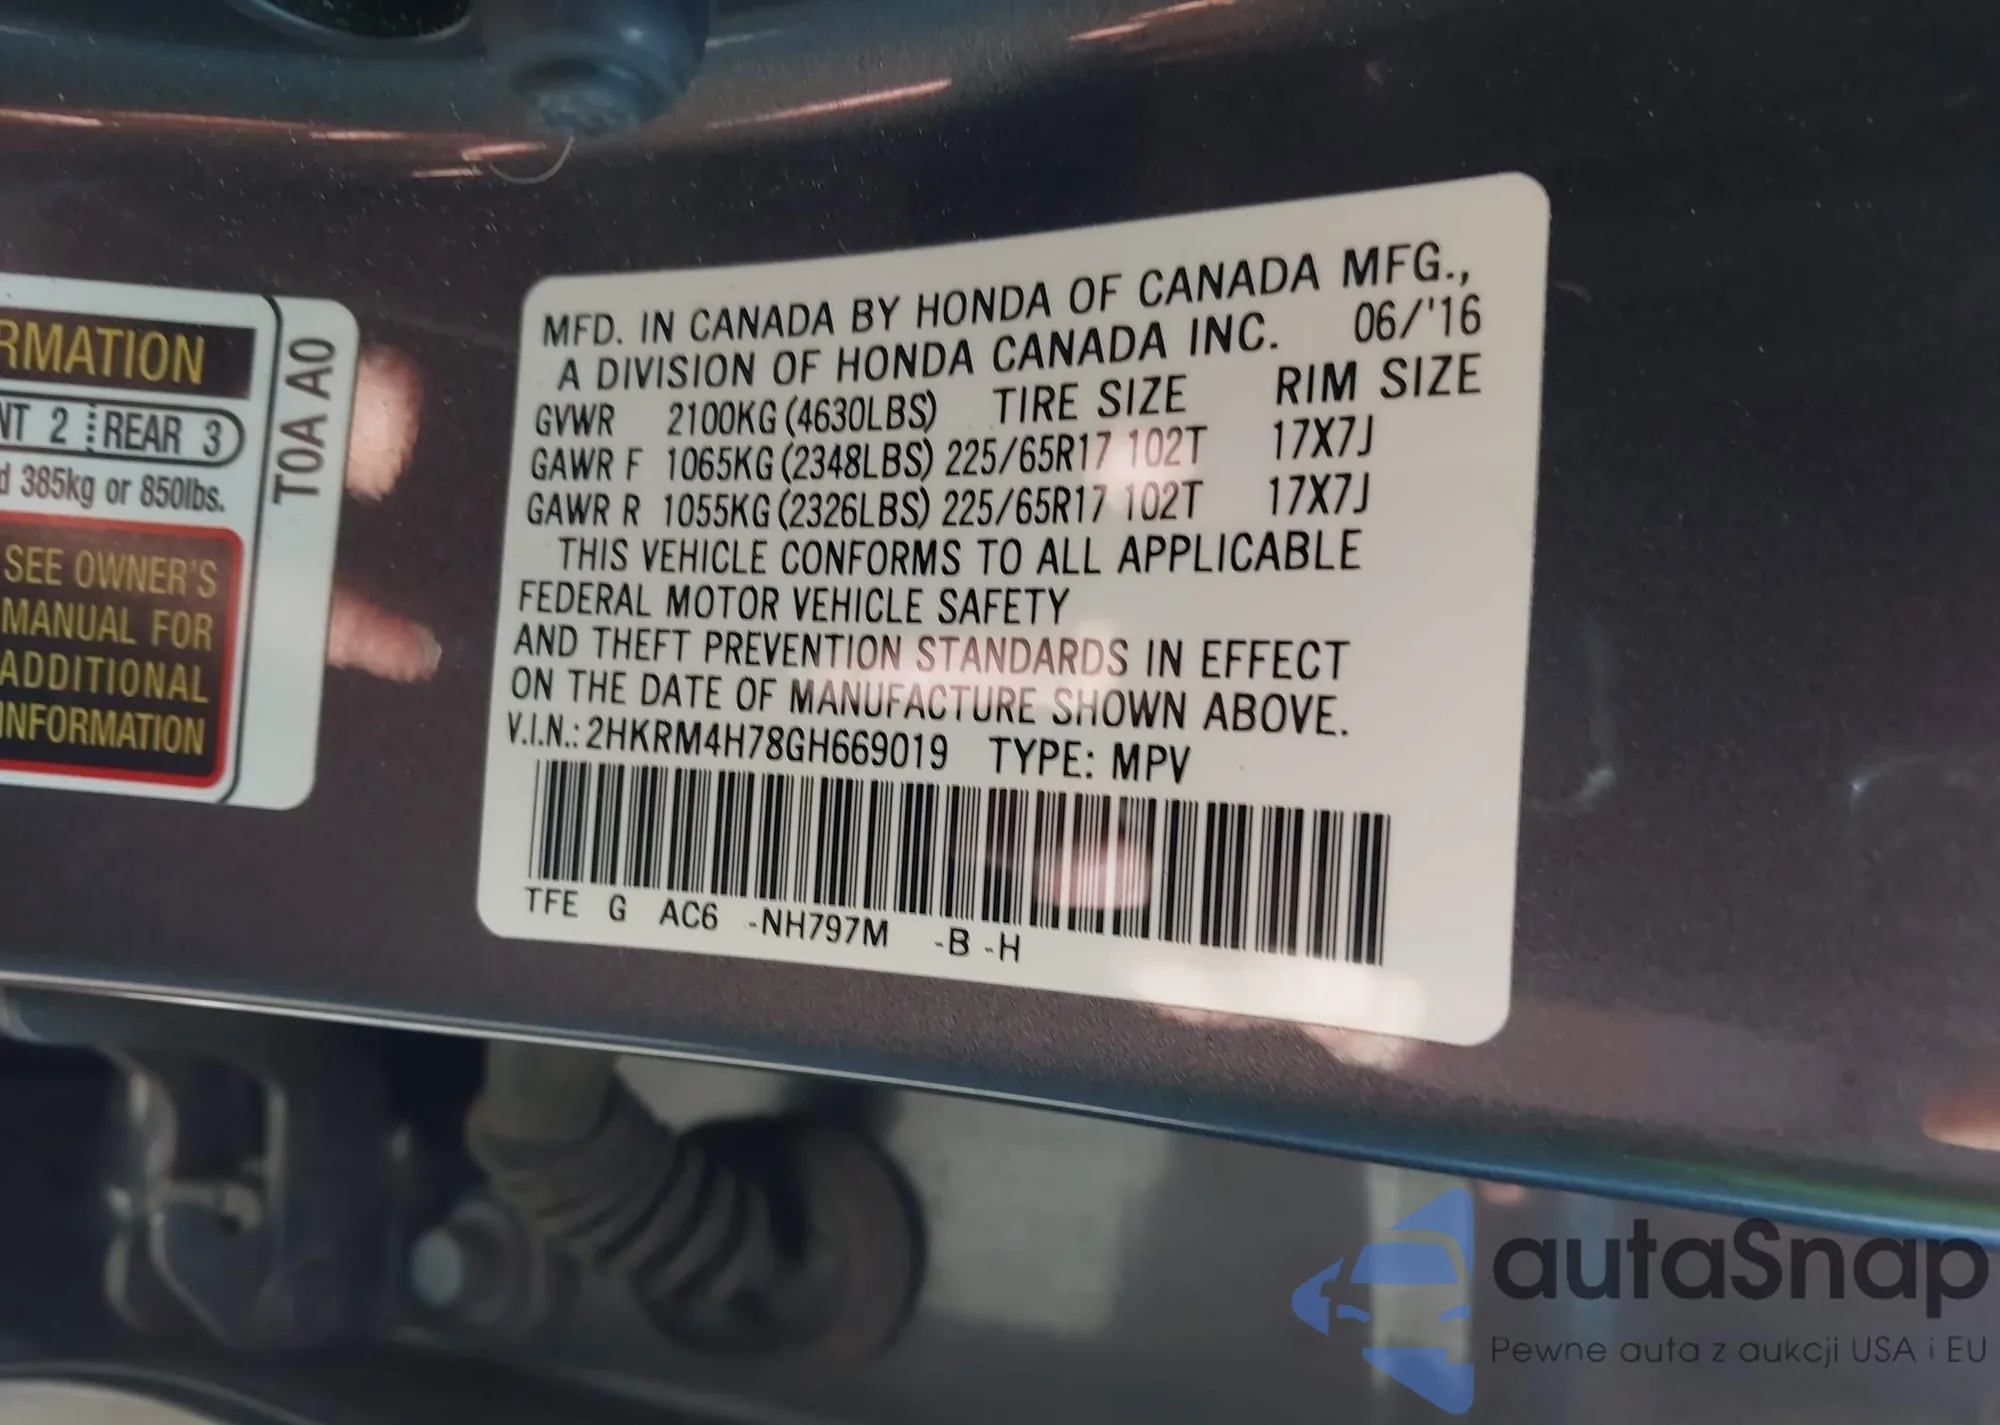 RMATION
NT 2 REAR 3
d 385kg or 850lbs.
SEE OWNER'S
MANUAL FOR
ADDITIONAL
INFORMATION
T0A A0
MFD. IN CANADA BY HONDA OF CANADA MFG.,
A DIVISION OF HONDA CANADA INC. 06/'16
GVWR 2100KG (4630LBS) TIRE SIZE RIM SIZE
GAWR F 1065KG (2348LBS) 225/65R17 102T 17X7J
GAWR R 1055KG (2326LBS) 225/65R17 102T 17X7J
THIS VEHICLE CONFORMS TO ALL APPLICABLE
FEDERAL MOTOR VEHICLE SAFETY
AND THEFT PREVENTION STANDARDS IN EFFECT
ON THE DATE OF MANUFACTURE SHOWN ABOVE.
V.I.N.: 2HKRM4H78GH669019 TYPE: MPV
TFE G AC6 -NH797M -B -H
autaSnap
Pewne auta z aukcji USA i EU